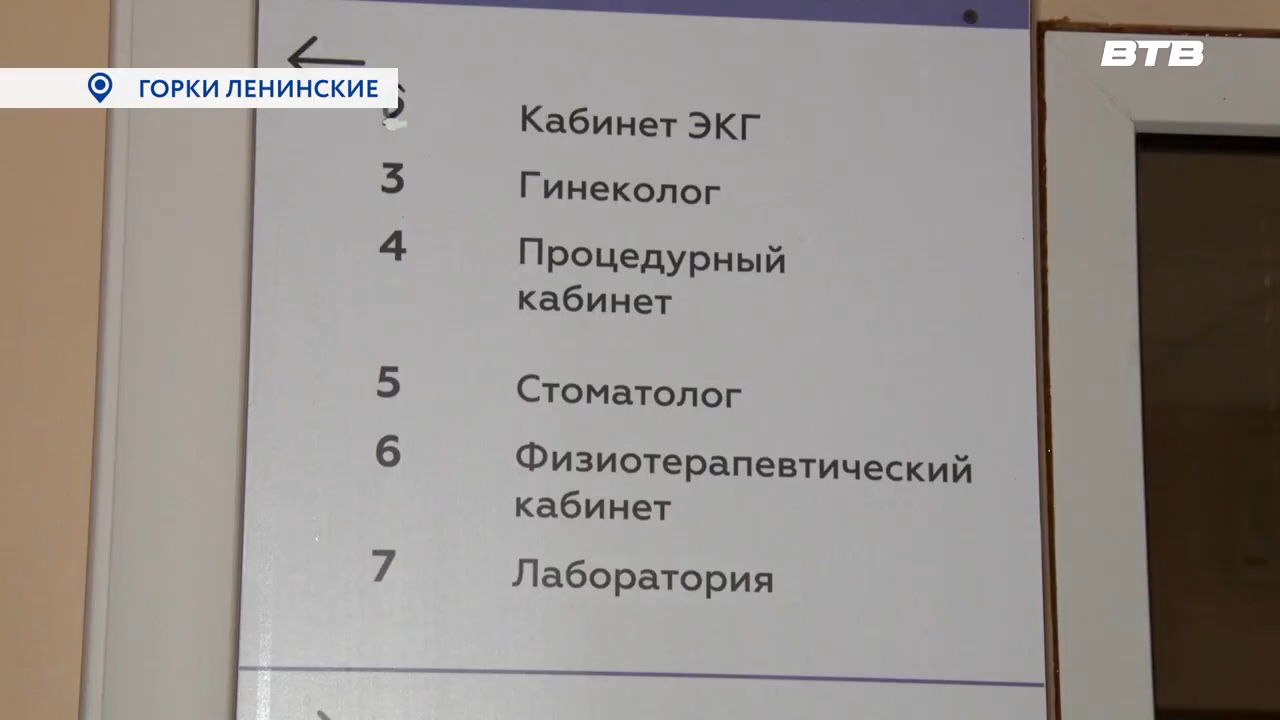 ВТВ
ГОРКИ ЛЕНИНСКИЕ
Кабинет ЭКГ
3 Гинеколог
4 Процедурный
кабинет
5 Стоматолог
6 Физиотерапевтический
кабинет
7 Лаборатория